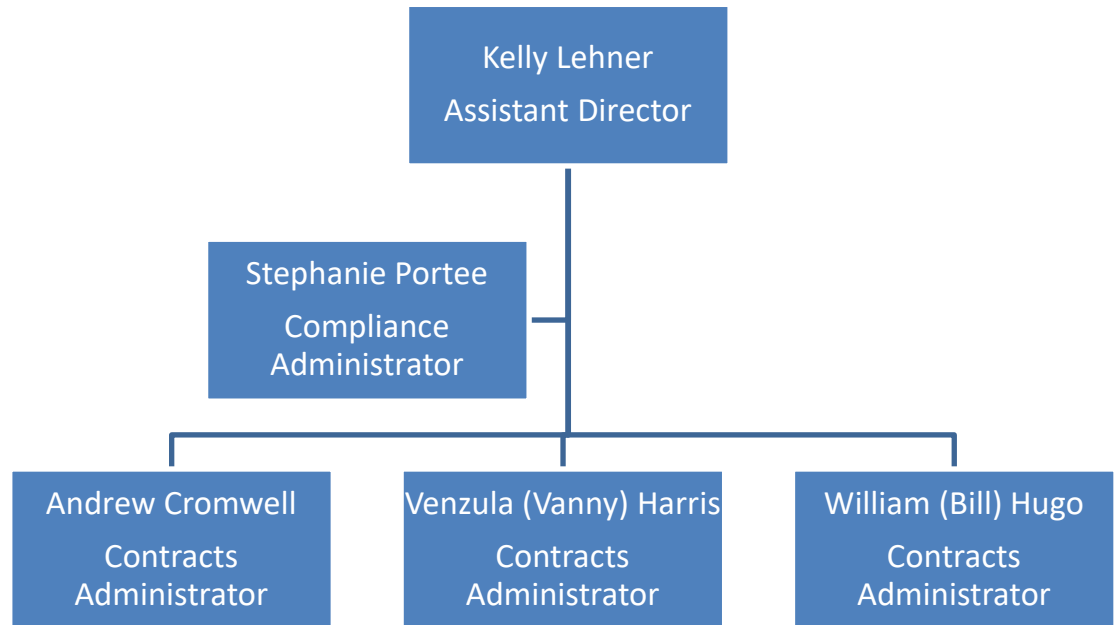 Kelly Lehner
Assistant Director
Stephanie Portee
Compliance
Administrator
Andrew Cromwell
Contracts
Administrator
Venzula (Vanny) Harris
Contracts
Administrator
William (Bill) Hugo
Contracts
Administrator